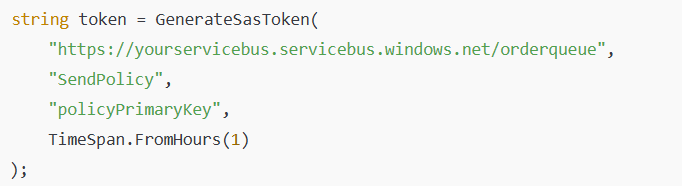 string token = GenerateSasToken(
    "https://yourservicebus.servicebus.windows.net/orderqueue",
    "SendPolicy",
    "policyPrimaryKey",
    TimeSpan.FromHours(1)
);